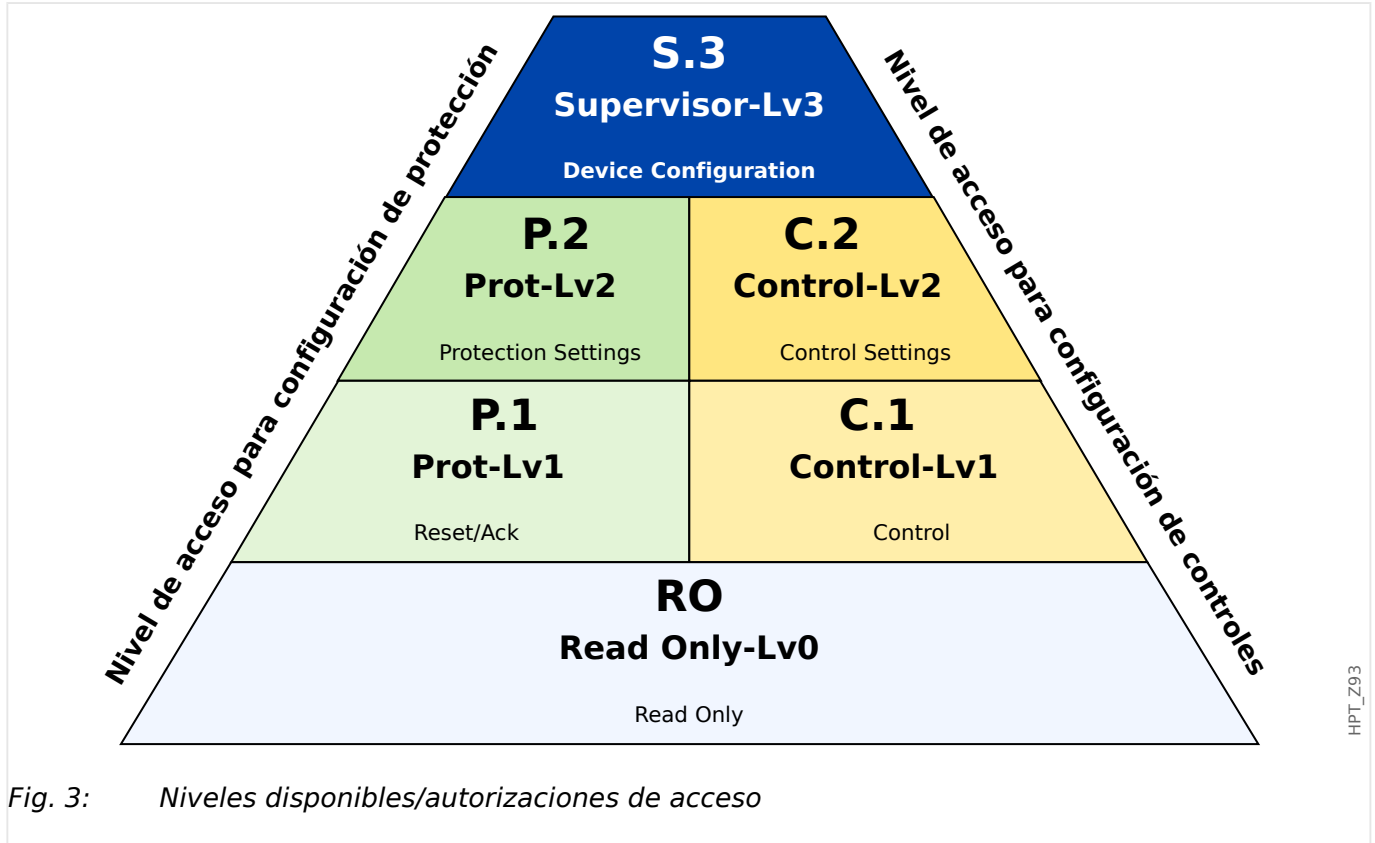 Nivel de acceso para configuración de protección
Nivel de acceso para configuración de controles
S.3
Supervisor-Lv3
Device Configuration
P.2
Prot-Lv2
Protection Settings
C.2
Control-Lv2
Control Settings
P.1
Prot-Lv1
Reset/Ack
C.1
Control-Lv1
Control
RO
Read Only-Lv0
Read Only
HPT_Z93
Fig. 3: Niveles disponibles/autorizaciones de acceso